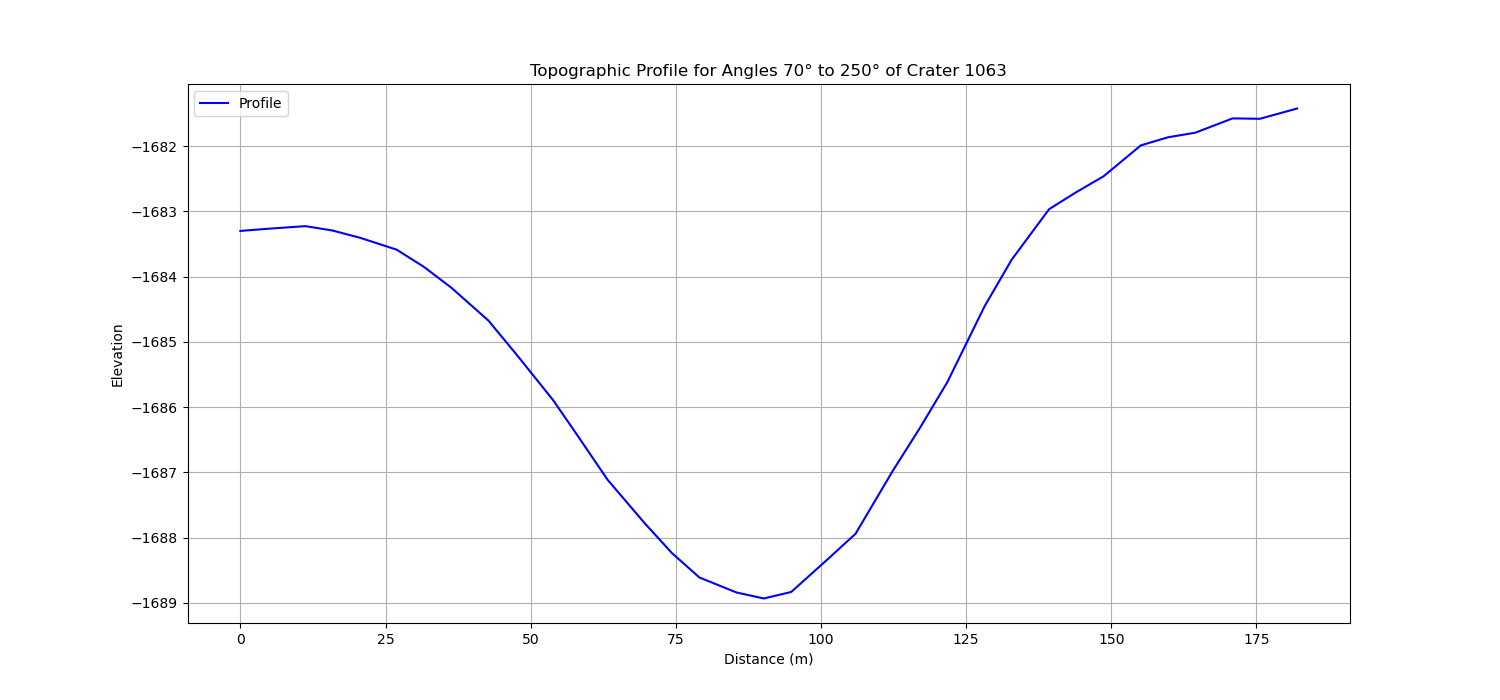 Topographic Profile for Angles 70° to 250° of Crater 1063
Profile
−1682
−1683
−1684
−1685
−1686
−1687
−1688
−1689
Elevation
0 25 50 75 100 125 150 175
Distance (m)